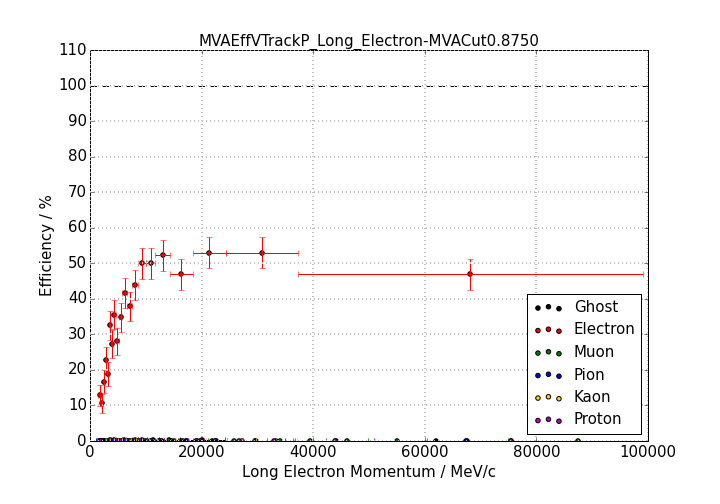 MVAEffVTrackP_Long_Electron-MVACut0.8750
Efficiency / %
110
100
90
80
70
60
50
40
30
20
10
0
0 20000 40000 60000 80000 100000
Long Electron Momentum / MeV/c
Ghost
Electron
Muon
Pion
Kaon
Proton